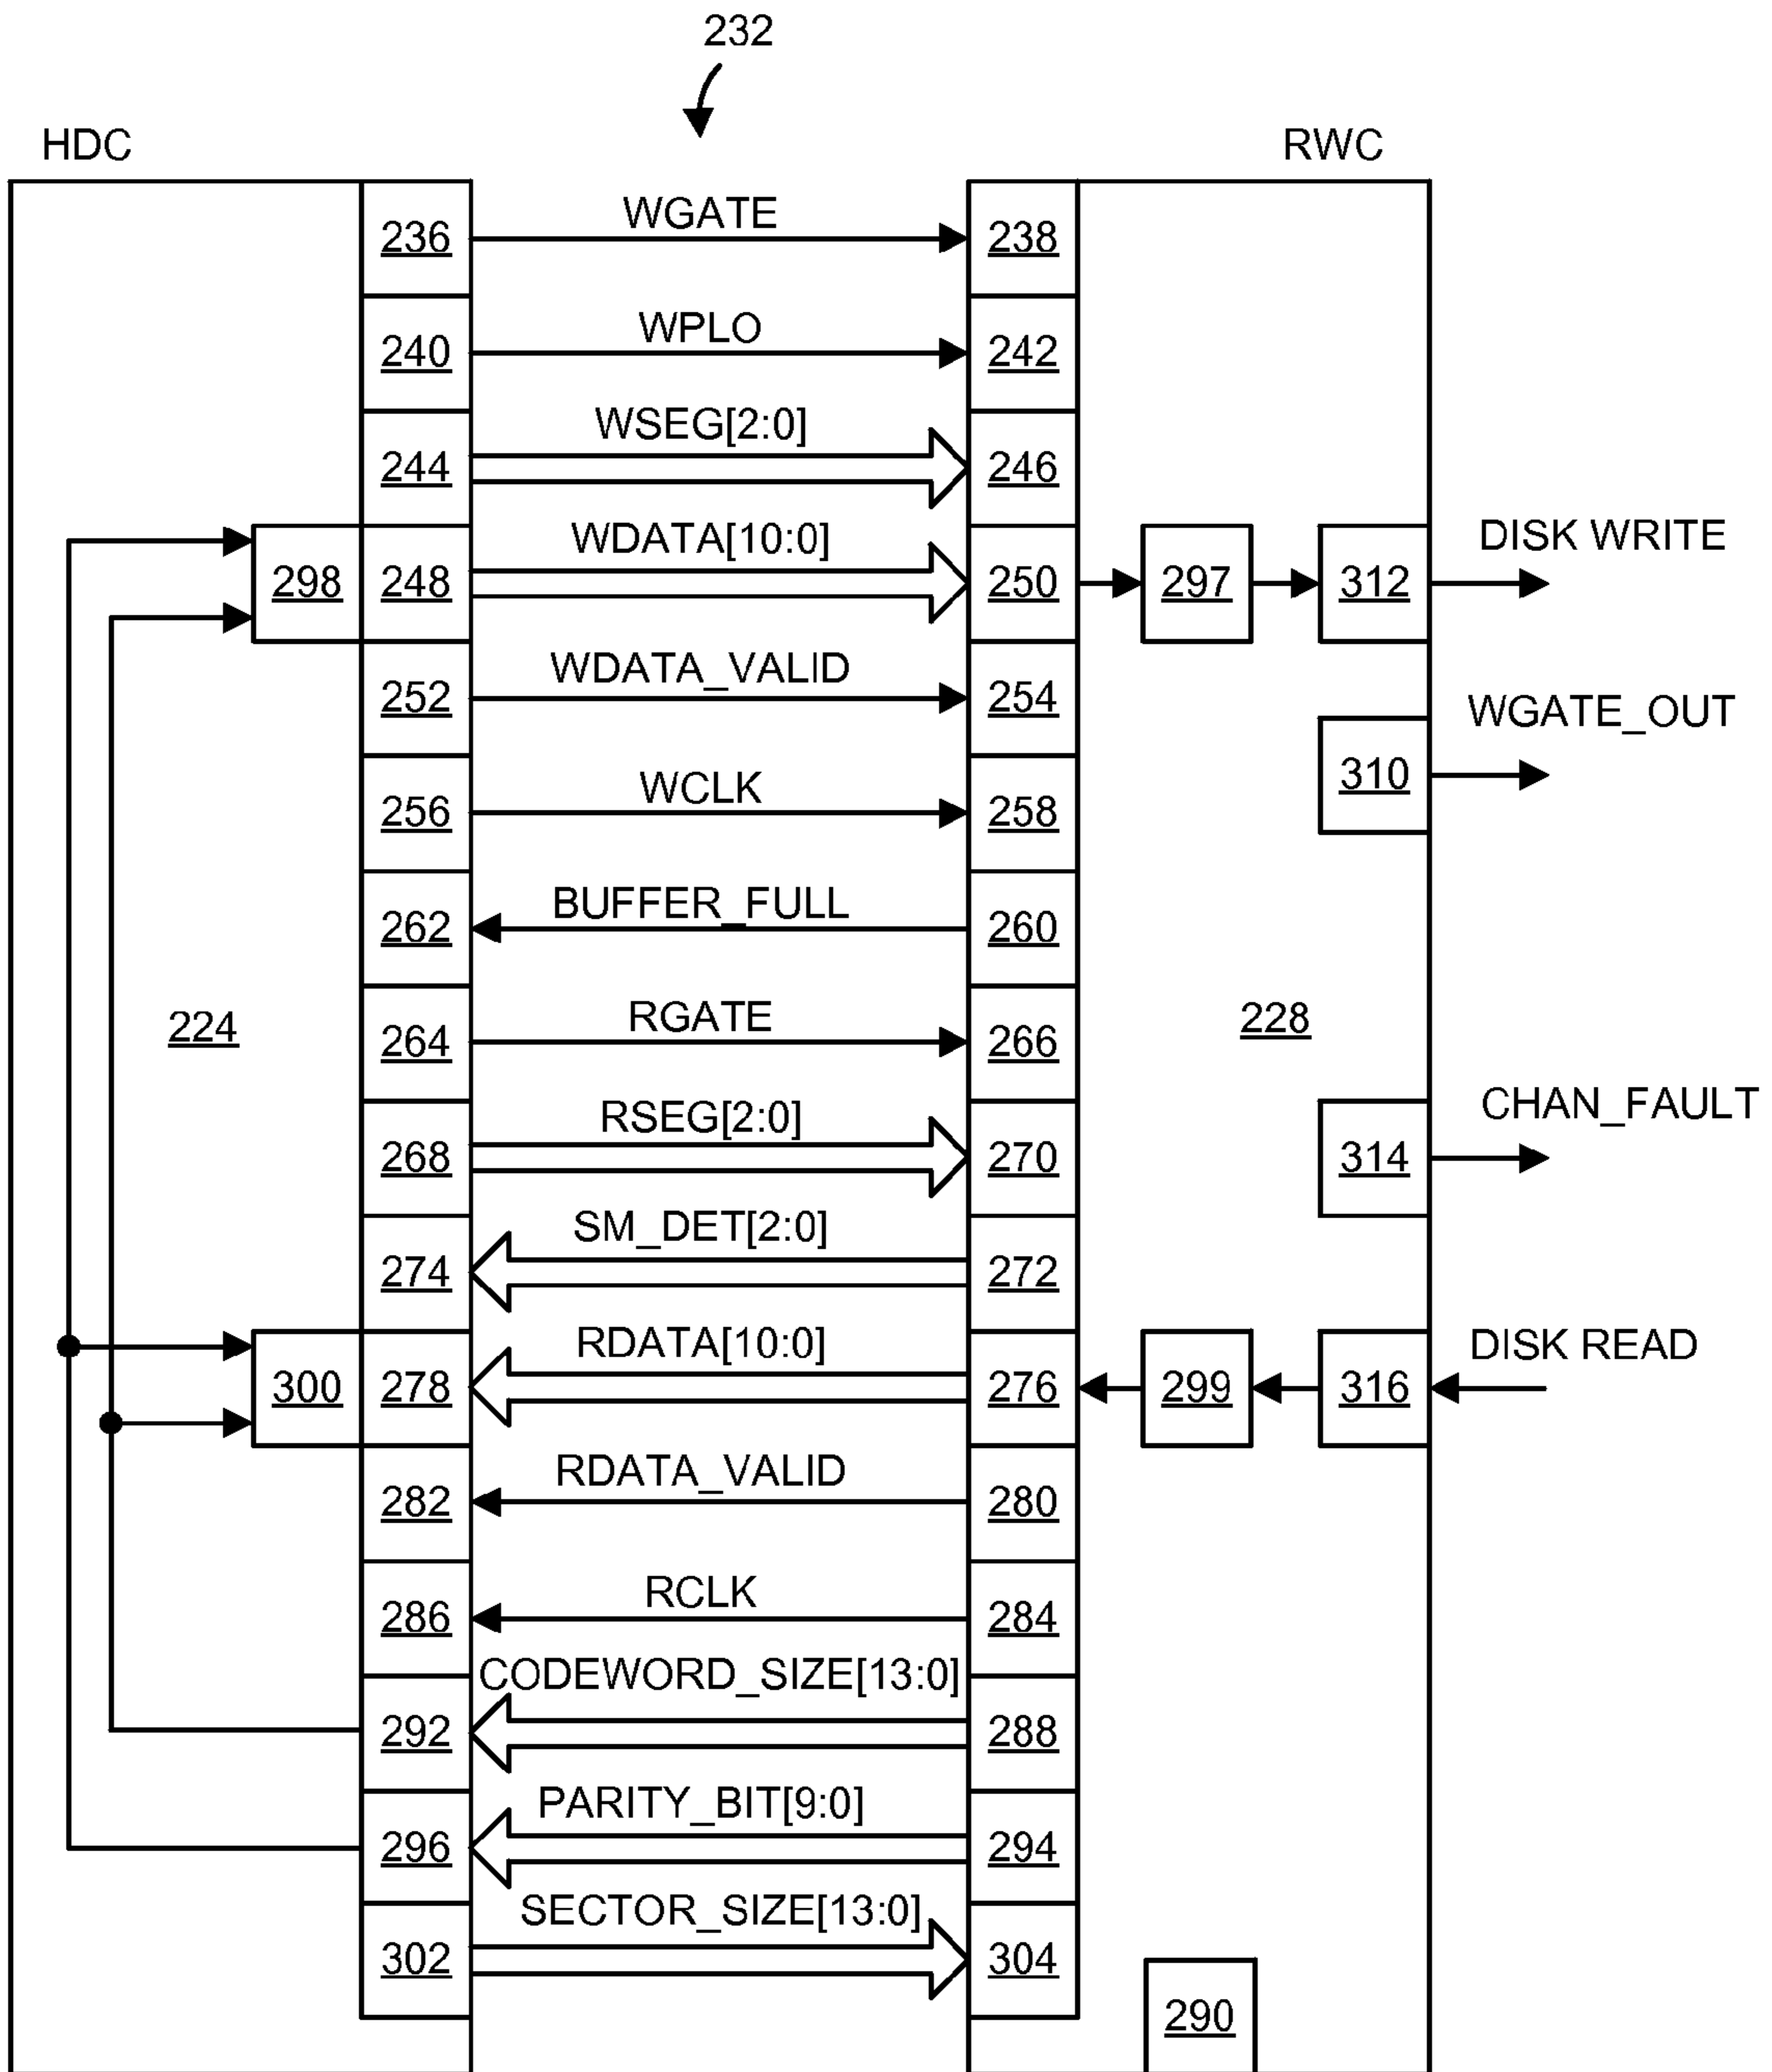 232
HDC
RWC
236 WGATE 238
240 WPLO 242
244 WSEG[2:0] 246
298 248 WDATA[10:0] 250 297 312 DISK WRITE
252 WDATA_VALID 254
310 WGATE_OUT
256 WCLK 258
262 BUFFER_FULL 260
224
264 RGATE 266
228
268 RSEG[2:0] 270
314 CHAN_FAULT
274 SM_DET[2:0] 272
300 278 RDATA[10:0] 276 299 316 DISK READ
282 RDATA_VALID 280
286 RCLK 284
292 CODEWORD_SIZE[13:0] 288
296 PARITY_BIT[9:0] 294
302 SECTOR_SIZE[13:0] 304
290